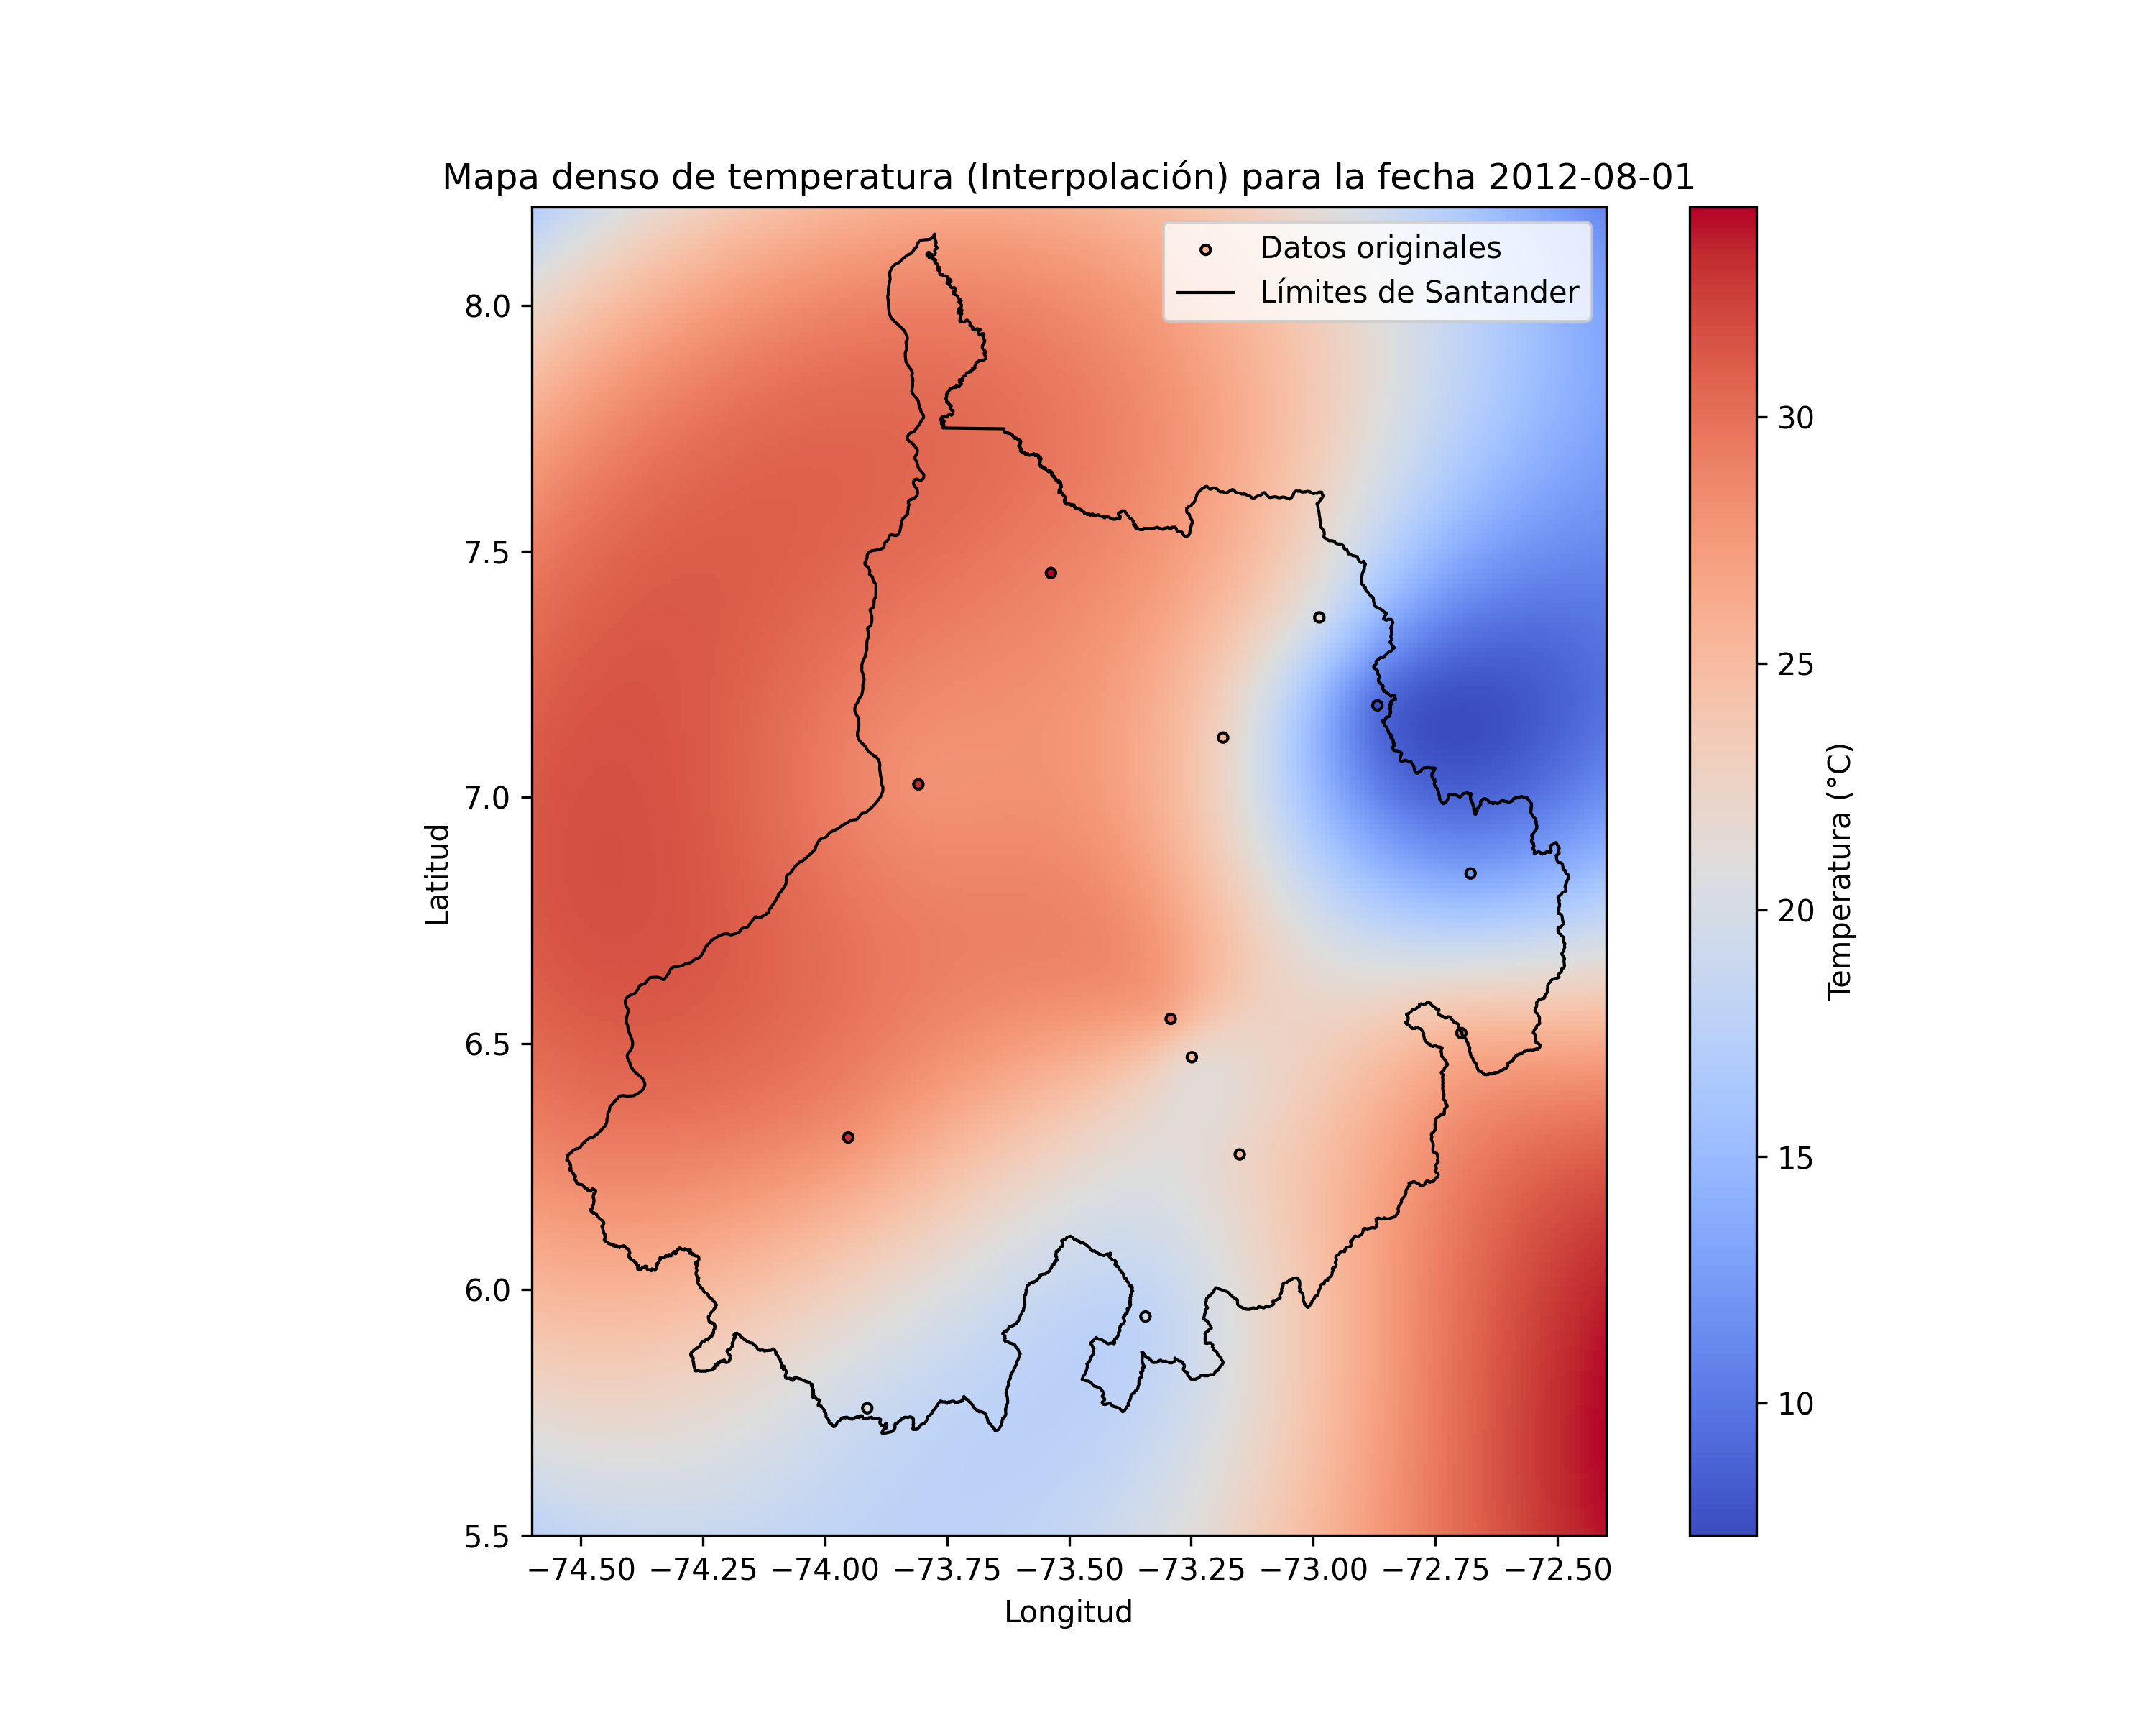 Mapa denso de temperatura (Interpolación) para la fecha 2012-08-01
Datos originales
Límites de Santander
8.0
7.5
7.0
6.5
6.0
5.5
Latitud
−74.50 −74.25 −74.00 −73.75 −73.50 −73.25 −73.00 −72.75 −72.50
Longitud
30
25
20
15
10
Temperatura (°C)